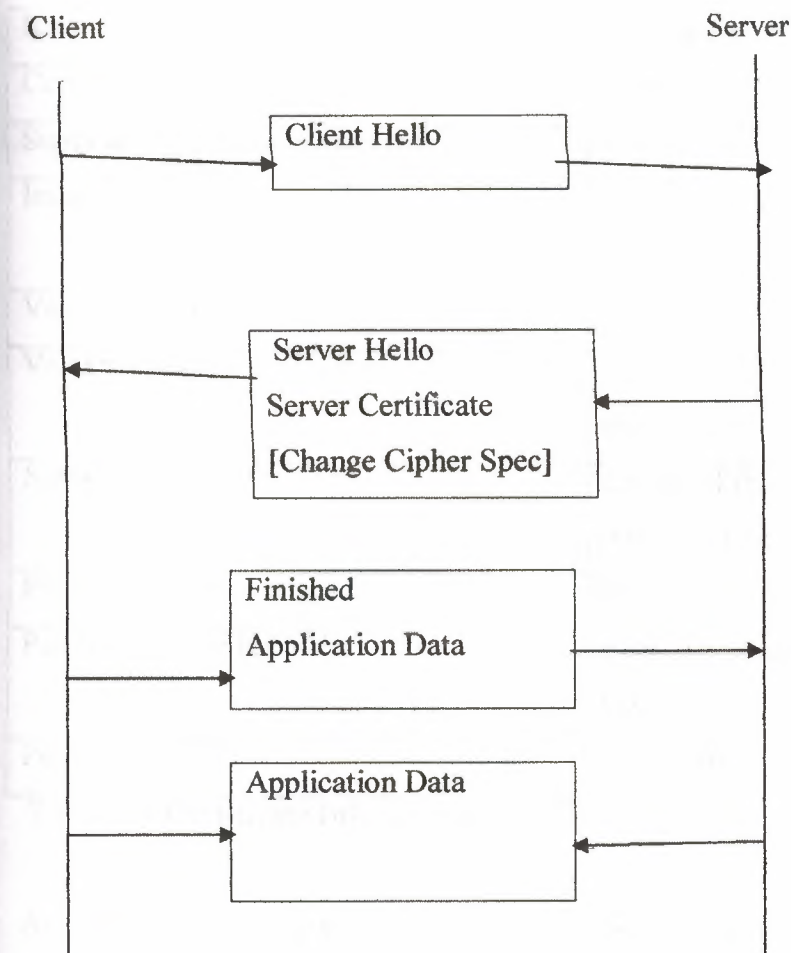 Client
Server
Client Hello
Server Hello
Server Certificate
[Change Cipher Spec]
Finished
Application Data
Application Data